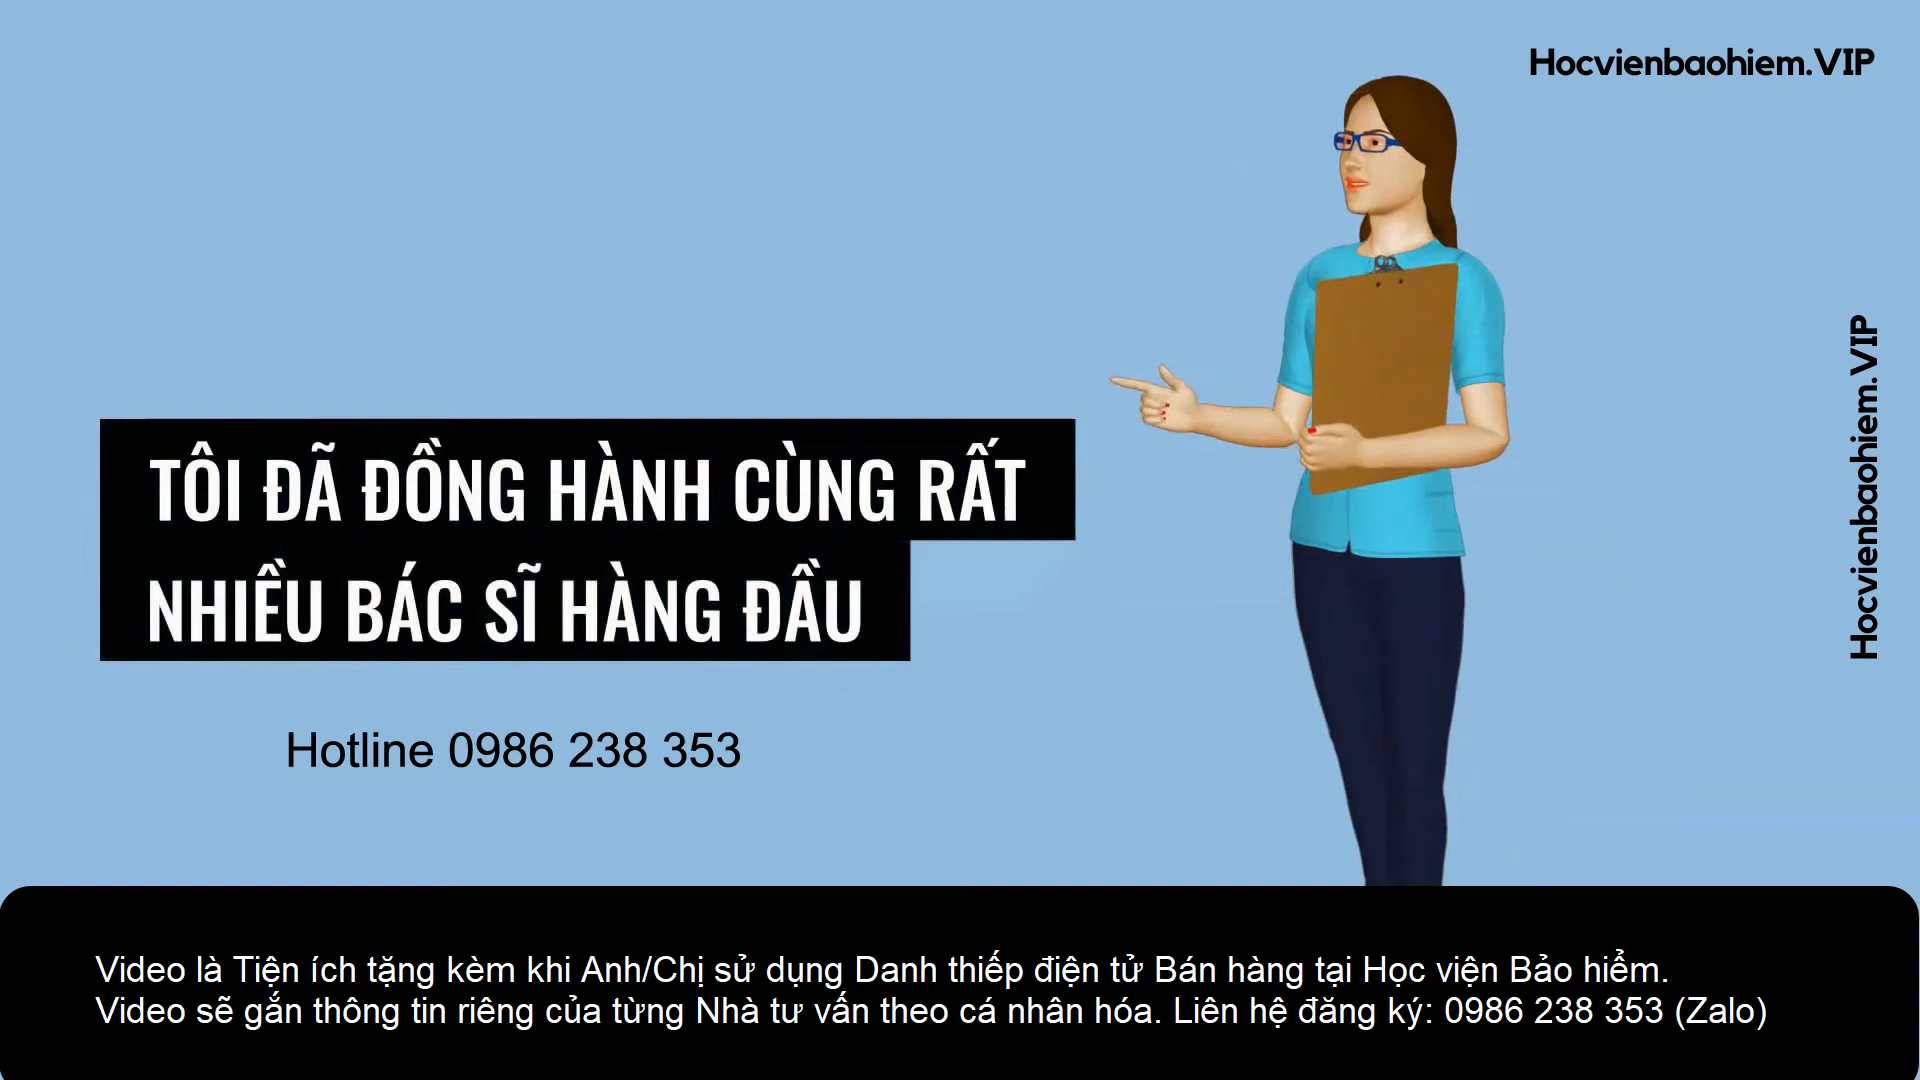 Hocvienbaohiem.VIP
Hocvienbaohiem.VIP
TÔI ĐÃ ĐỒNG HÀNH CÙNG RẤT
NHIỀU BÁC SĨ HÀNG ĐẦU
Hotline 0986 238 353
Video là Tiện ích tặng kèm khi Anh/Chị sử dụng Danh thiếp điện tử Bán hàng tại Học viện Bảo hiểm.
Video sẽ gắn thông tin riêng của từng Nhà tư vấn theo cá nhân hóa. Liên hệ đăng ký: 0986 238 353 (Zalo)